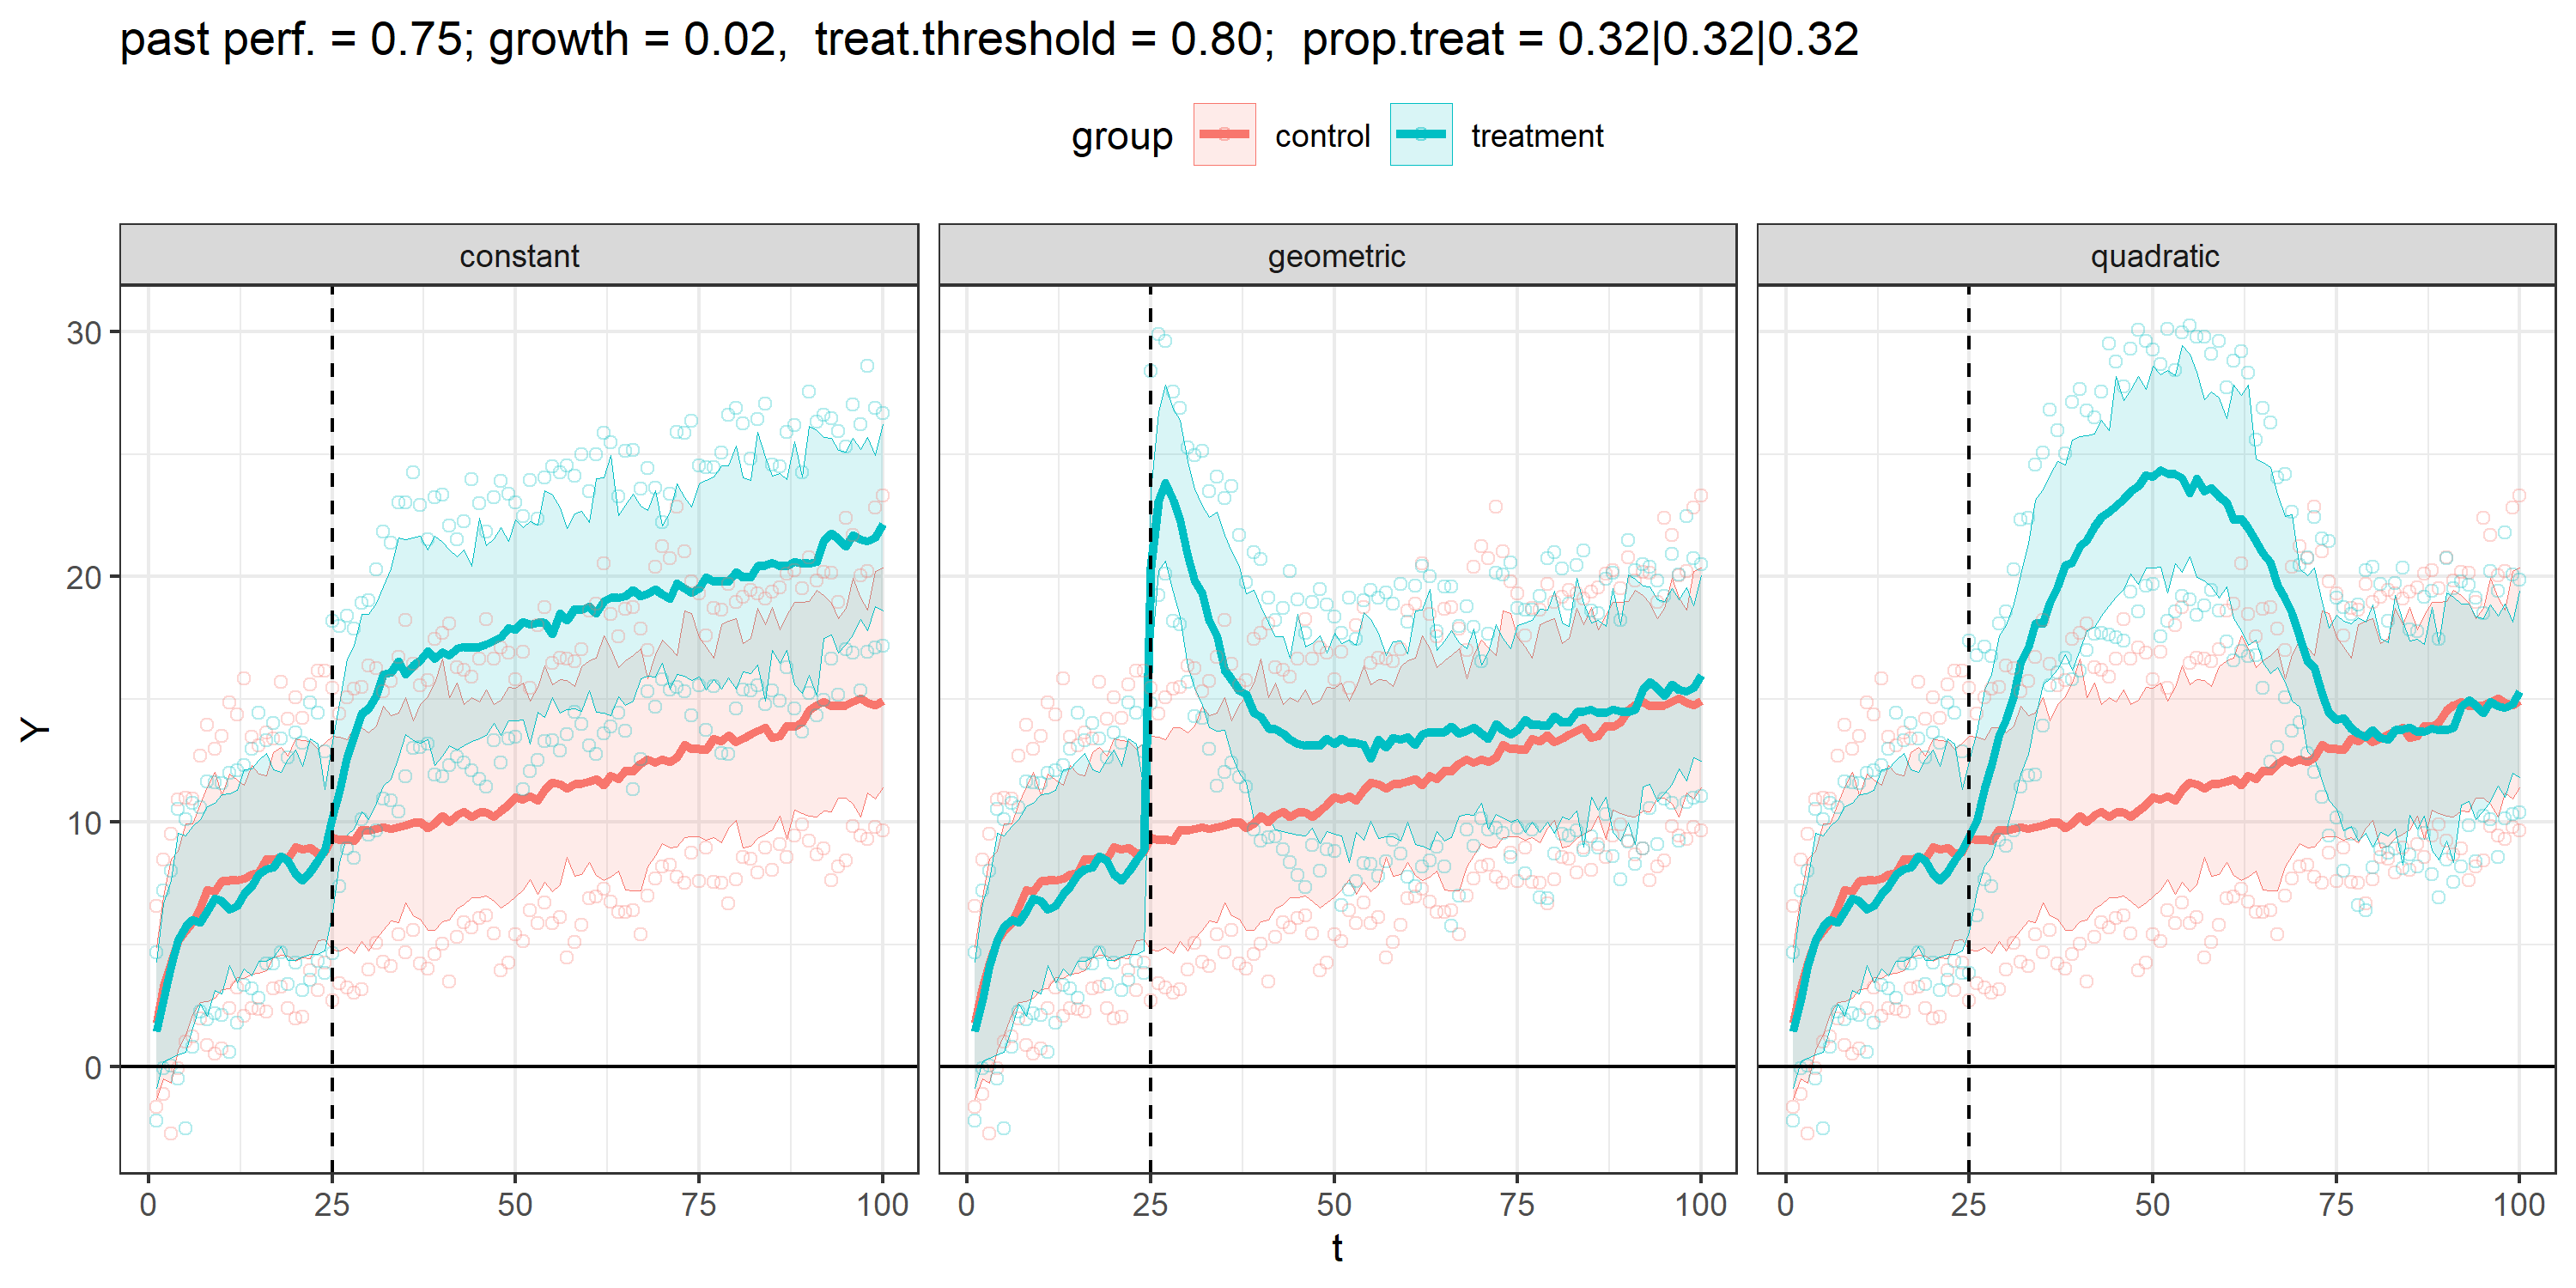 past perf. = 0.75; growth = 0.02,  treat.threshold = 0.80;  prop.treat = 0.32|0.32|0.32
group control treatment
constant geometric quadratic
Y
30
20
10
0
0 25 50 75 100 0 25 50 75 100 0 25 50 75 100
t